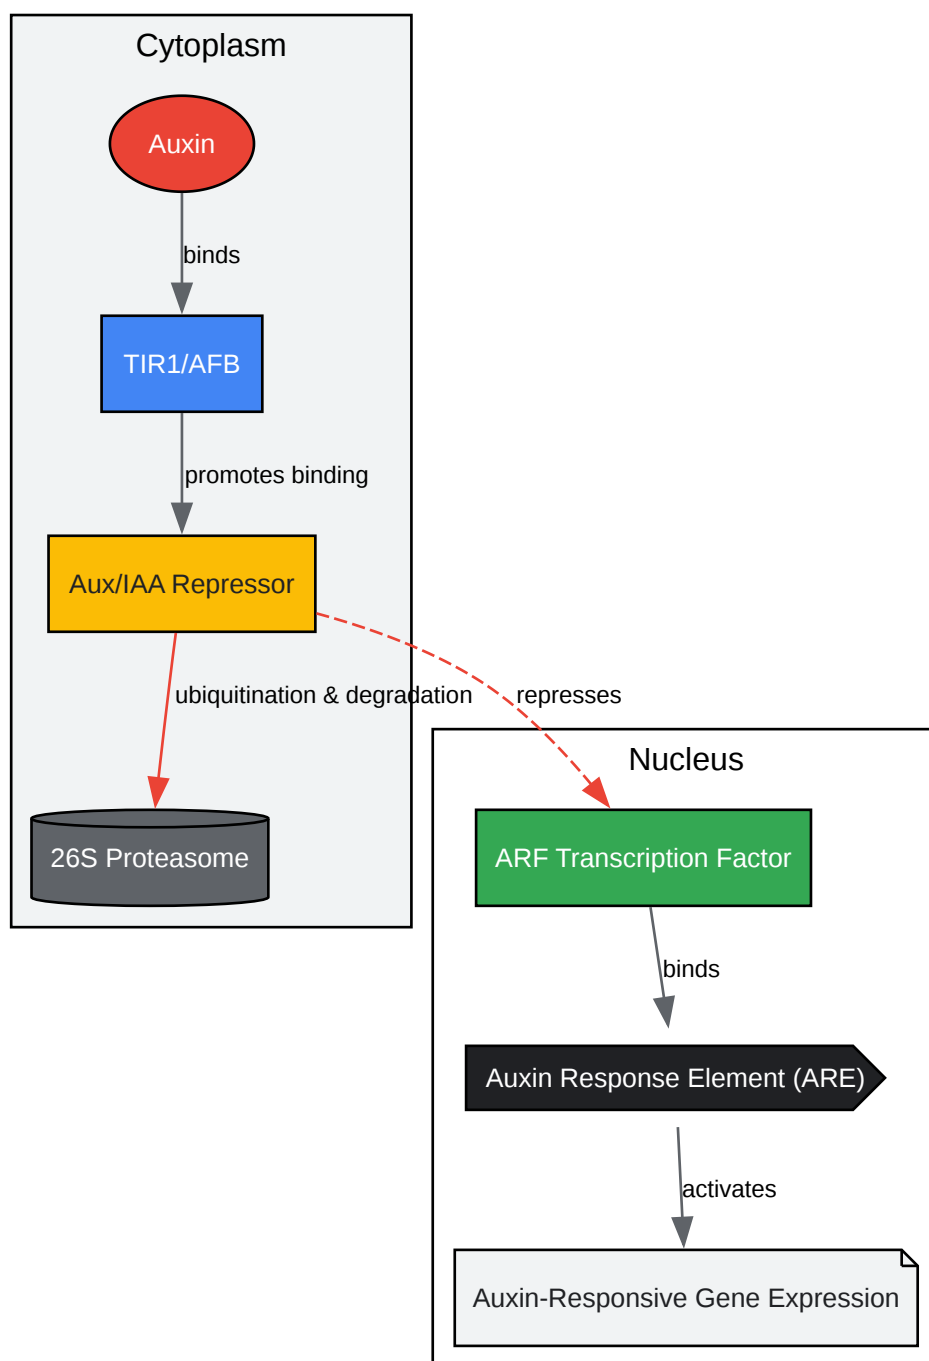 Cytoplasm
Auxin
binds
TIR1/AFB
promotes binding
Aux/IAA Repressor
ubiquitination & degradation
represses
26S Proteasome
Nucleus
ARF Transcription Factor
binds
Auxin Response Element (ARE)
activates
Auxin-Responsive Gene Expression